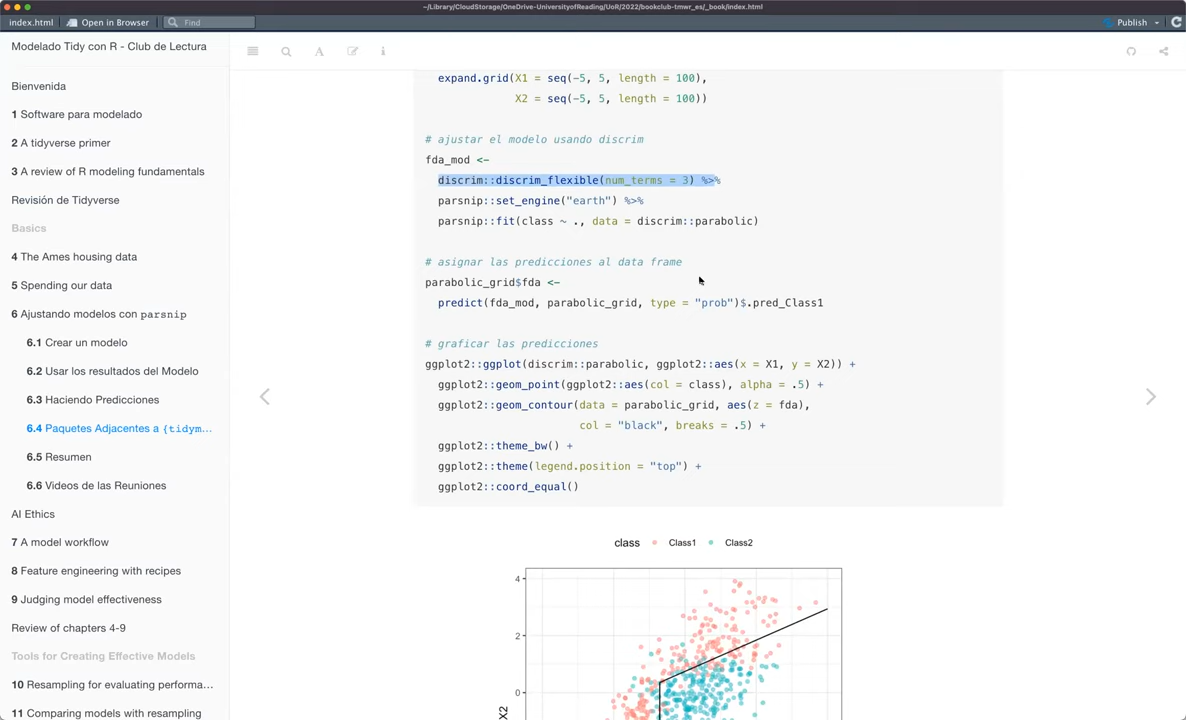 ~/Library/CloudStorage/OneDrive-UniversityofReading/UoR/2022/bookclub-tmwr_es/_book/index.html
index.html
Open in Browser
Find
Publish
Modelado Tidy con R - Club de Lectura
Bienvenida
1 Software para modelado
2 A tidyverse primer
3 A review of R modeling fundamentals
Revisión de Tidyverse
Basics
4 The Ames housing data
5 Spending our data
6 Ajustando modelos con parsnip
6.1 Crear un modelo
6.2 Usar los resultados del Modelo
6.3 Haciendo Predicciones
6.4 Paquetes Adjacentes a {tidym...
6.5 Resumen
6.6 Videos de las Reuniones
AI Ethics
7 A model workflow
8 Feature engineering with recipes
9 Judging model effectiveness
Review of chapters 4-9
Tools for Creating Effective Models
10 Resampling for evaluating performa...
11 Comparing models with resampling
expand.grid(X1 = seq(-5, 5, length = 100),
X2 = seq(-5, 5, length = 100))
# ajustar el modelo usando discrim
fda_mod <-
discrim::discrim_flexible(num_terms = 3) %>%
parsnip::set_engine("earth") %>%
parsnip::fit(class ~ ., data = discrim::parabolic)
# asignar las predicciones al data frame
parabolic_grid$fda <-
predict(fda_mod, parabolic_grid, type = "prob")$.pred_Class1
# graficar las predicciones
ggplot2::ggplot(discrim::parabolic, ggplot2::aes(x = X1, y = X2)) +
ggplot2::geom_point(ggplot2::aes(col = class), alpha = .5) +
ggplot2::geom_contour(data = parabolic_grid, aes(z = fda),
col = "black", breaks = .5) +
ggplot2::theme_bw() +
ggplot2::theme(legend.position = "top") +
ggplot2::coord_equal()
class Class1 Class2
4
2
0
X2